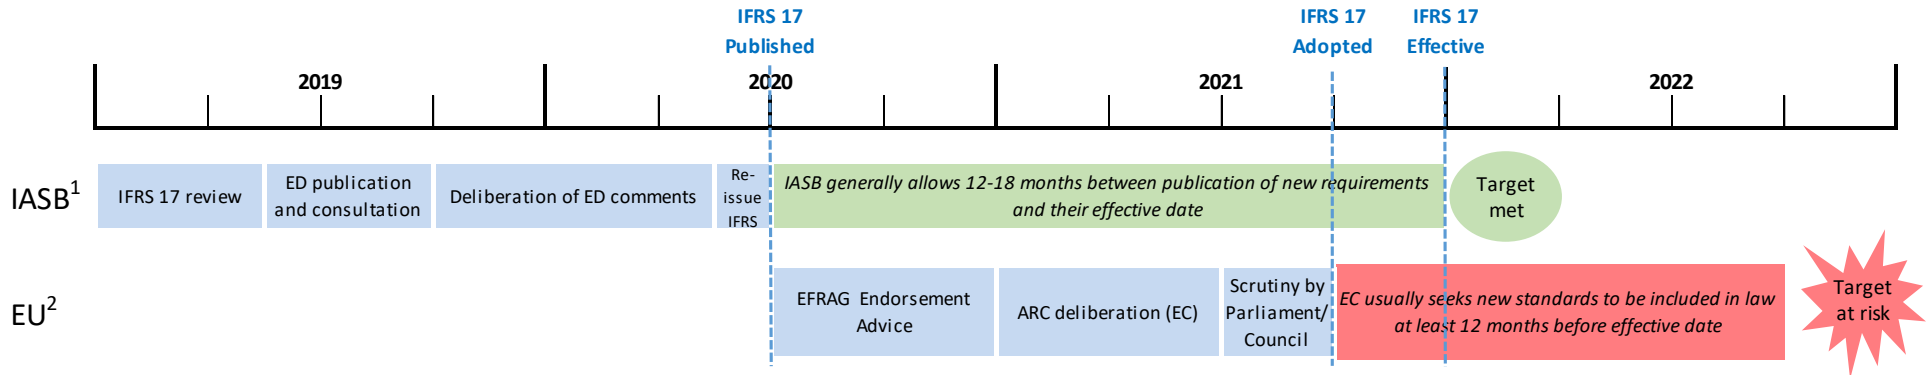 IFRS 17
Published
IFRS 17
Adopted
IFRS 17
Effective
2019
2020
2021
2022
IASB1
IFRS 17 review
ED publication
and consultation
Deliberation of ED comments
Re-
issue
IFRS
IASB generally allows 12-18 months between publication of new requirements
and their effective date
Target
met
EU2
EFRAG Endorsement
Advice
ARC deliberation (EC)
Scrutiny by
Parliament/
Council
EC usually seeks new standards to be included in law
at least 12 months before effective date
Target
at risk